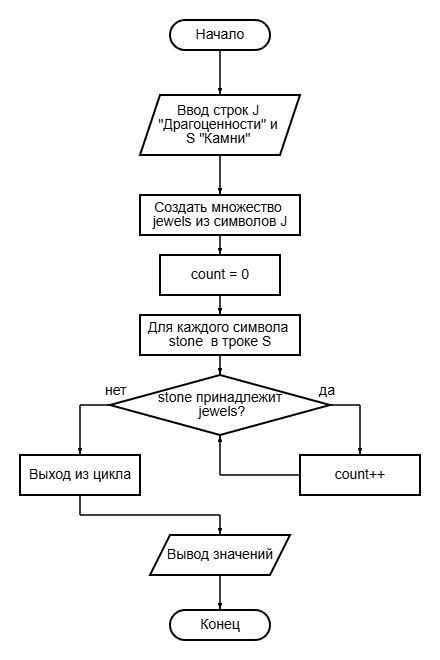 Начало
Ввод строк J
"Драгоценности" и
S "Камни"
Создать множество
jewels из символов J
count = 0
Для каждого символа
stone в троке S
нет
stone принадлежит
jewels?
да
Выход из цикла
count++
Вывод значений
Конец